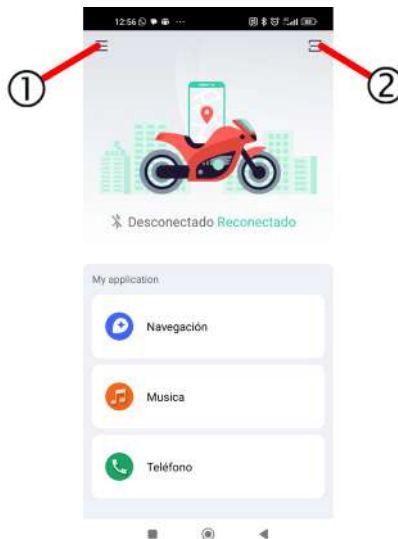 12:56
①
②
Desconectado Reconectado
My application
Navegación
Musica
Teléfono